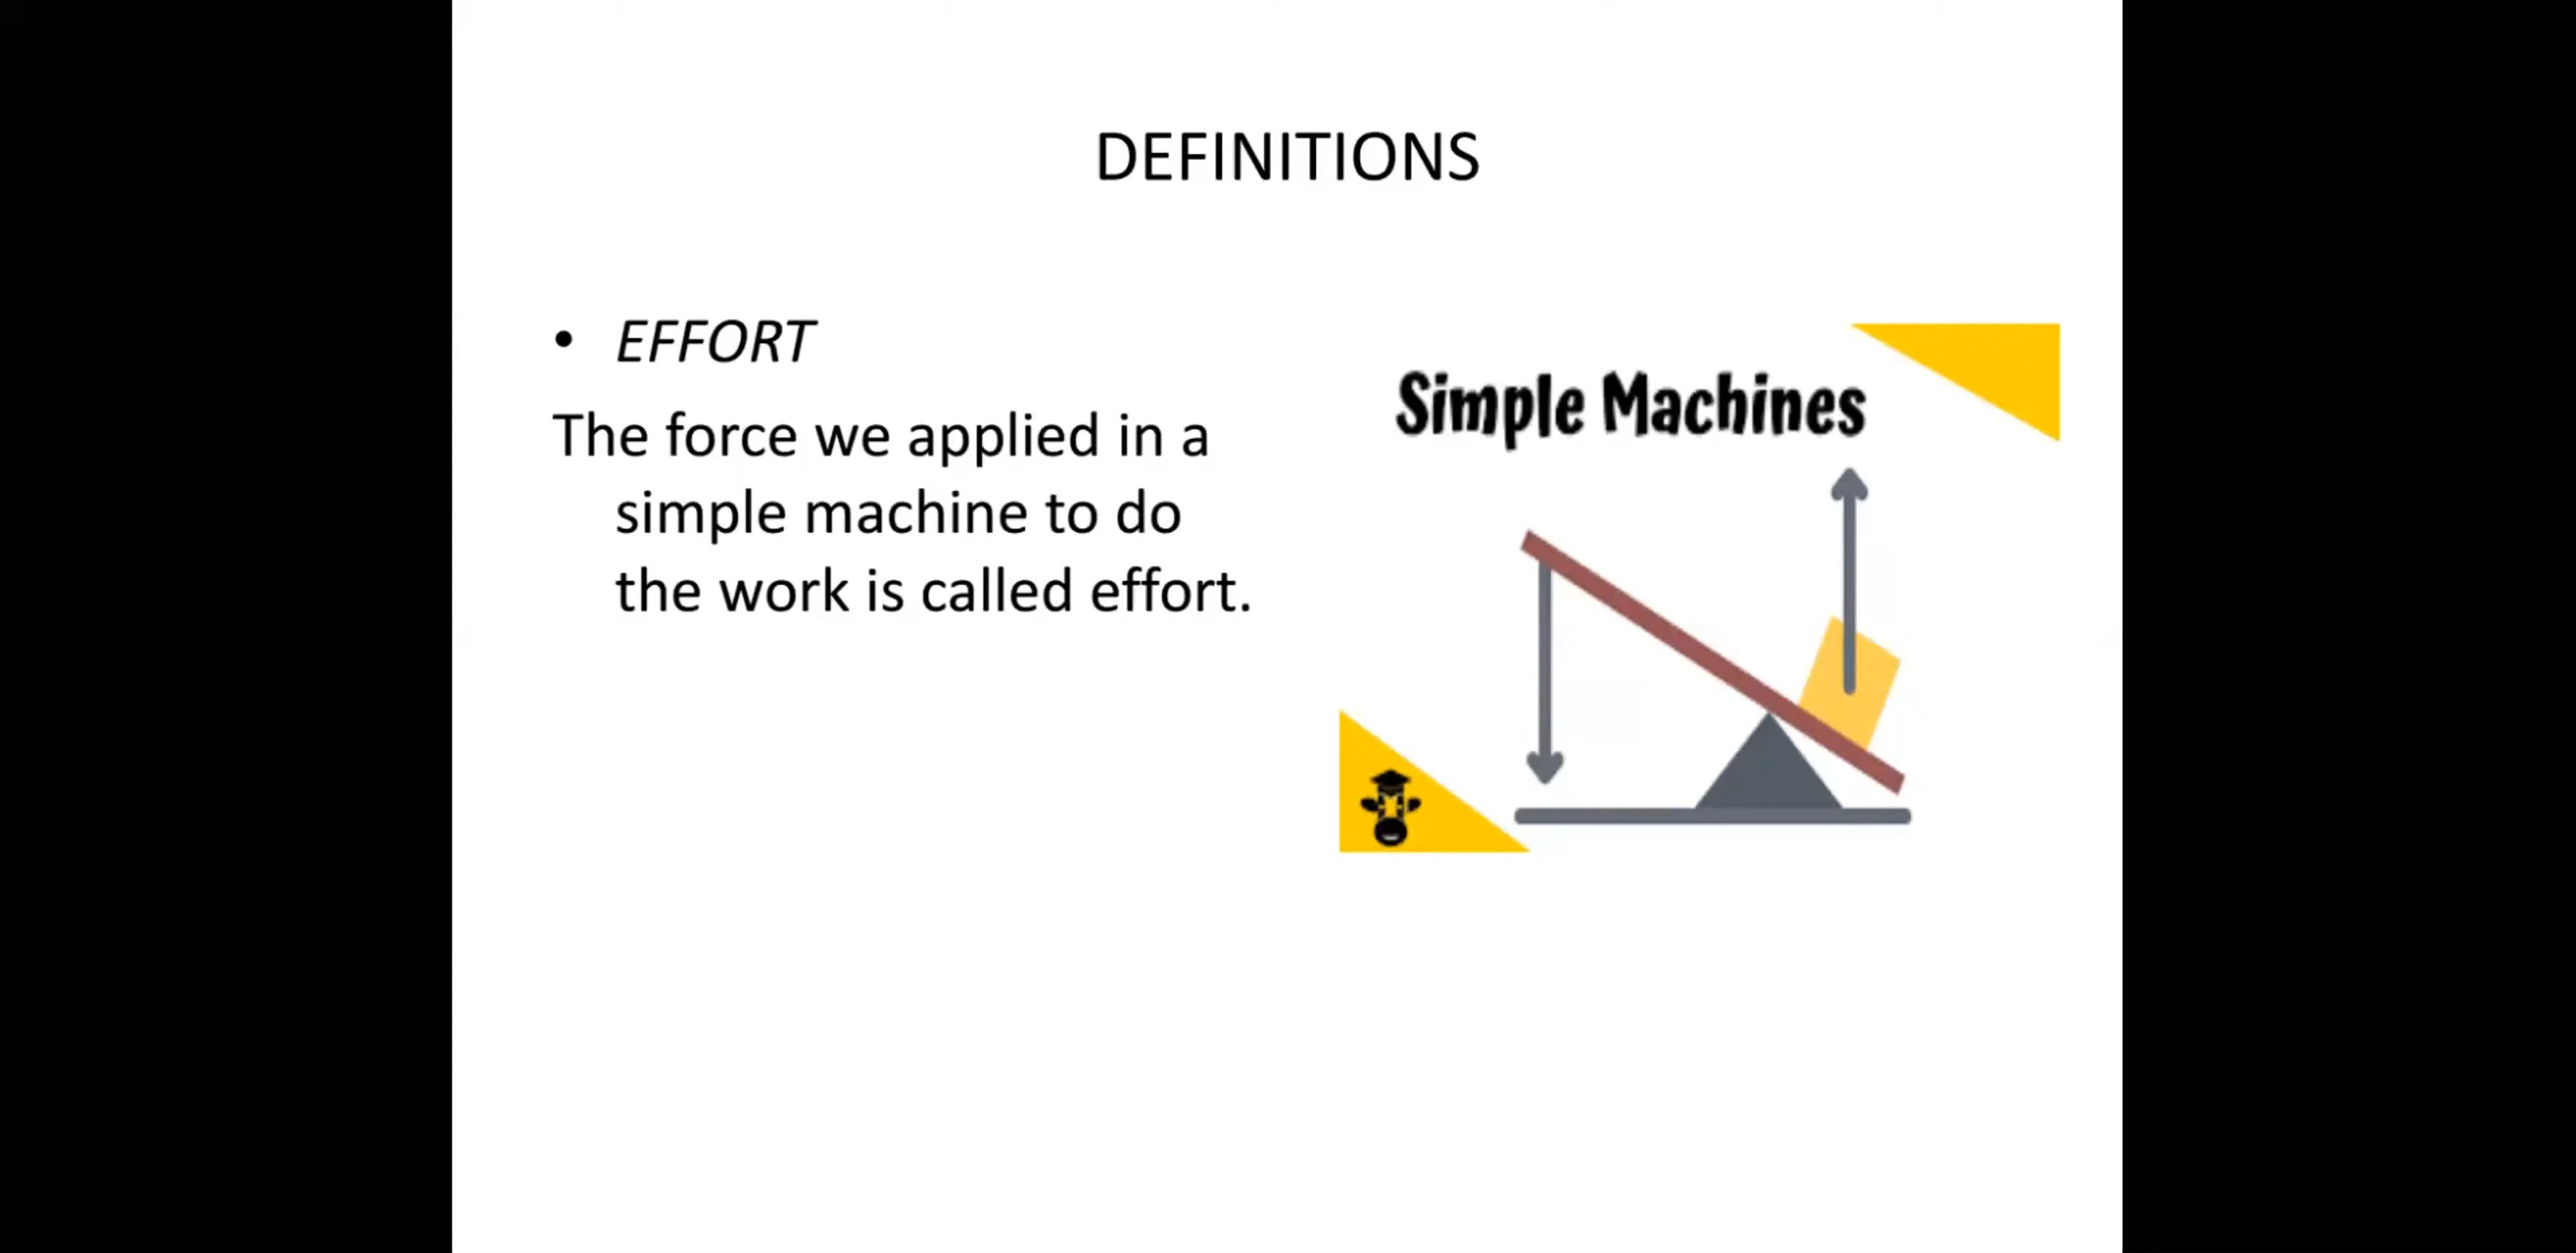 DEFINITIONS
• EFFORT
The force we applied in a
simple machine to do
the work is called effort.
Simple Machines